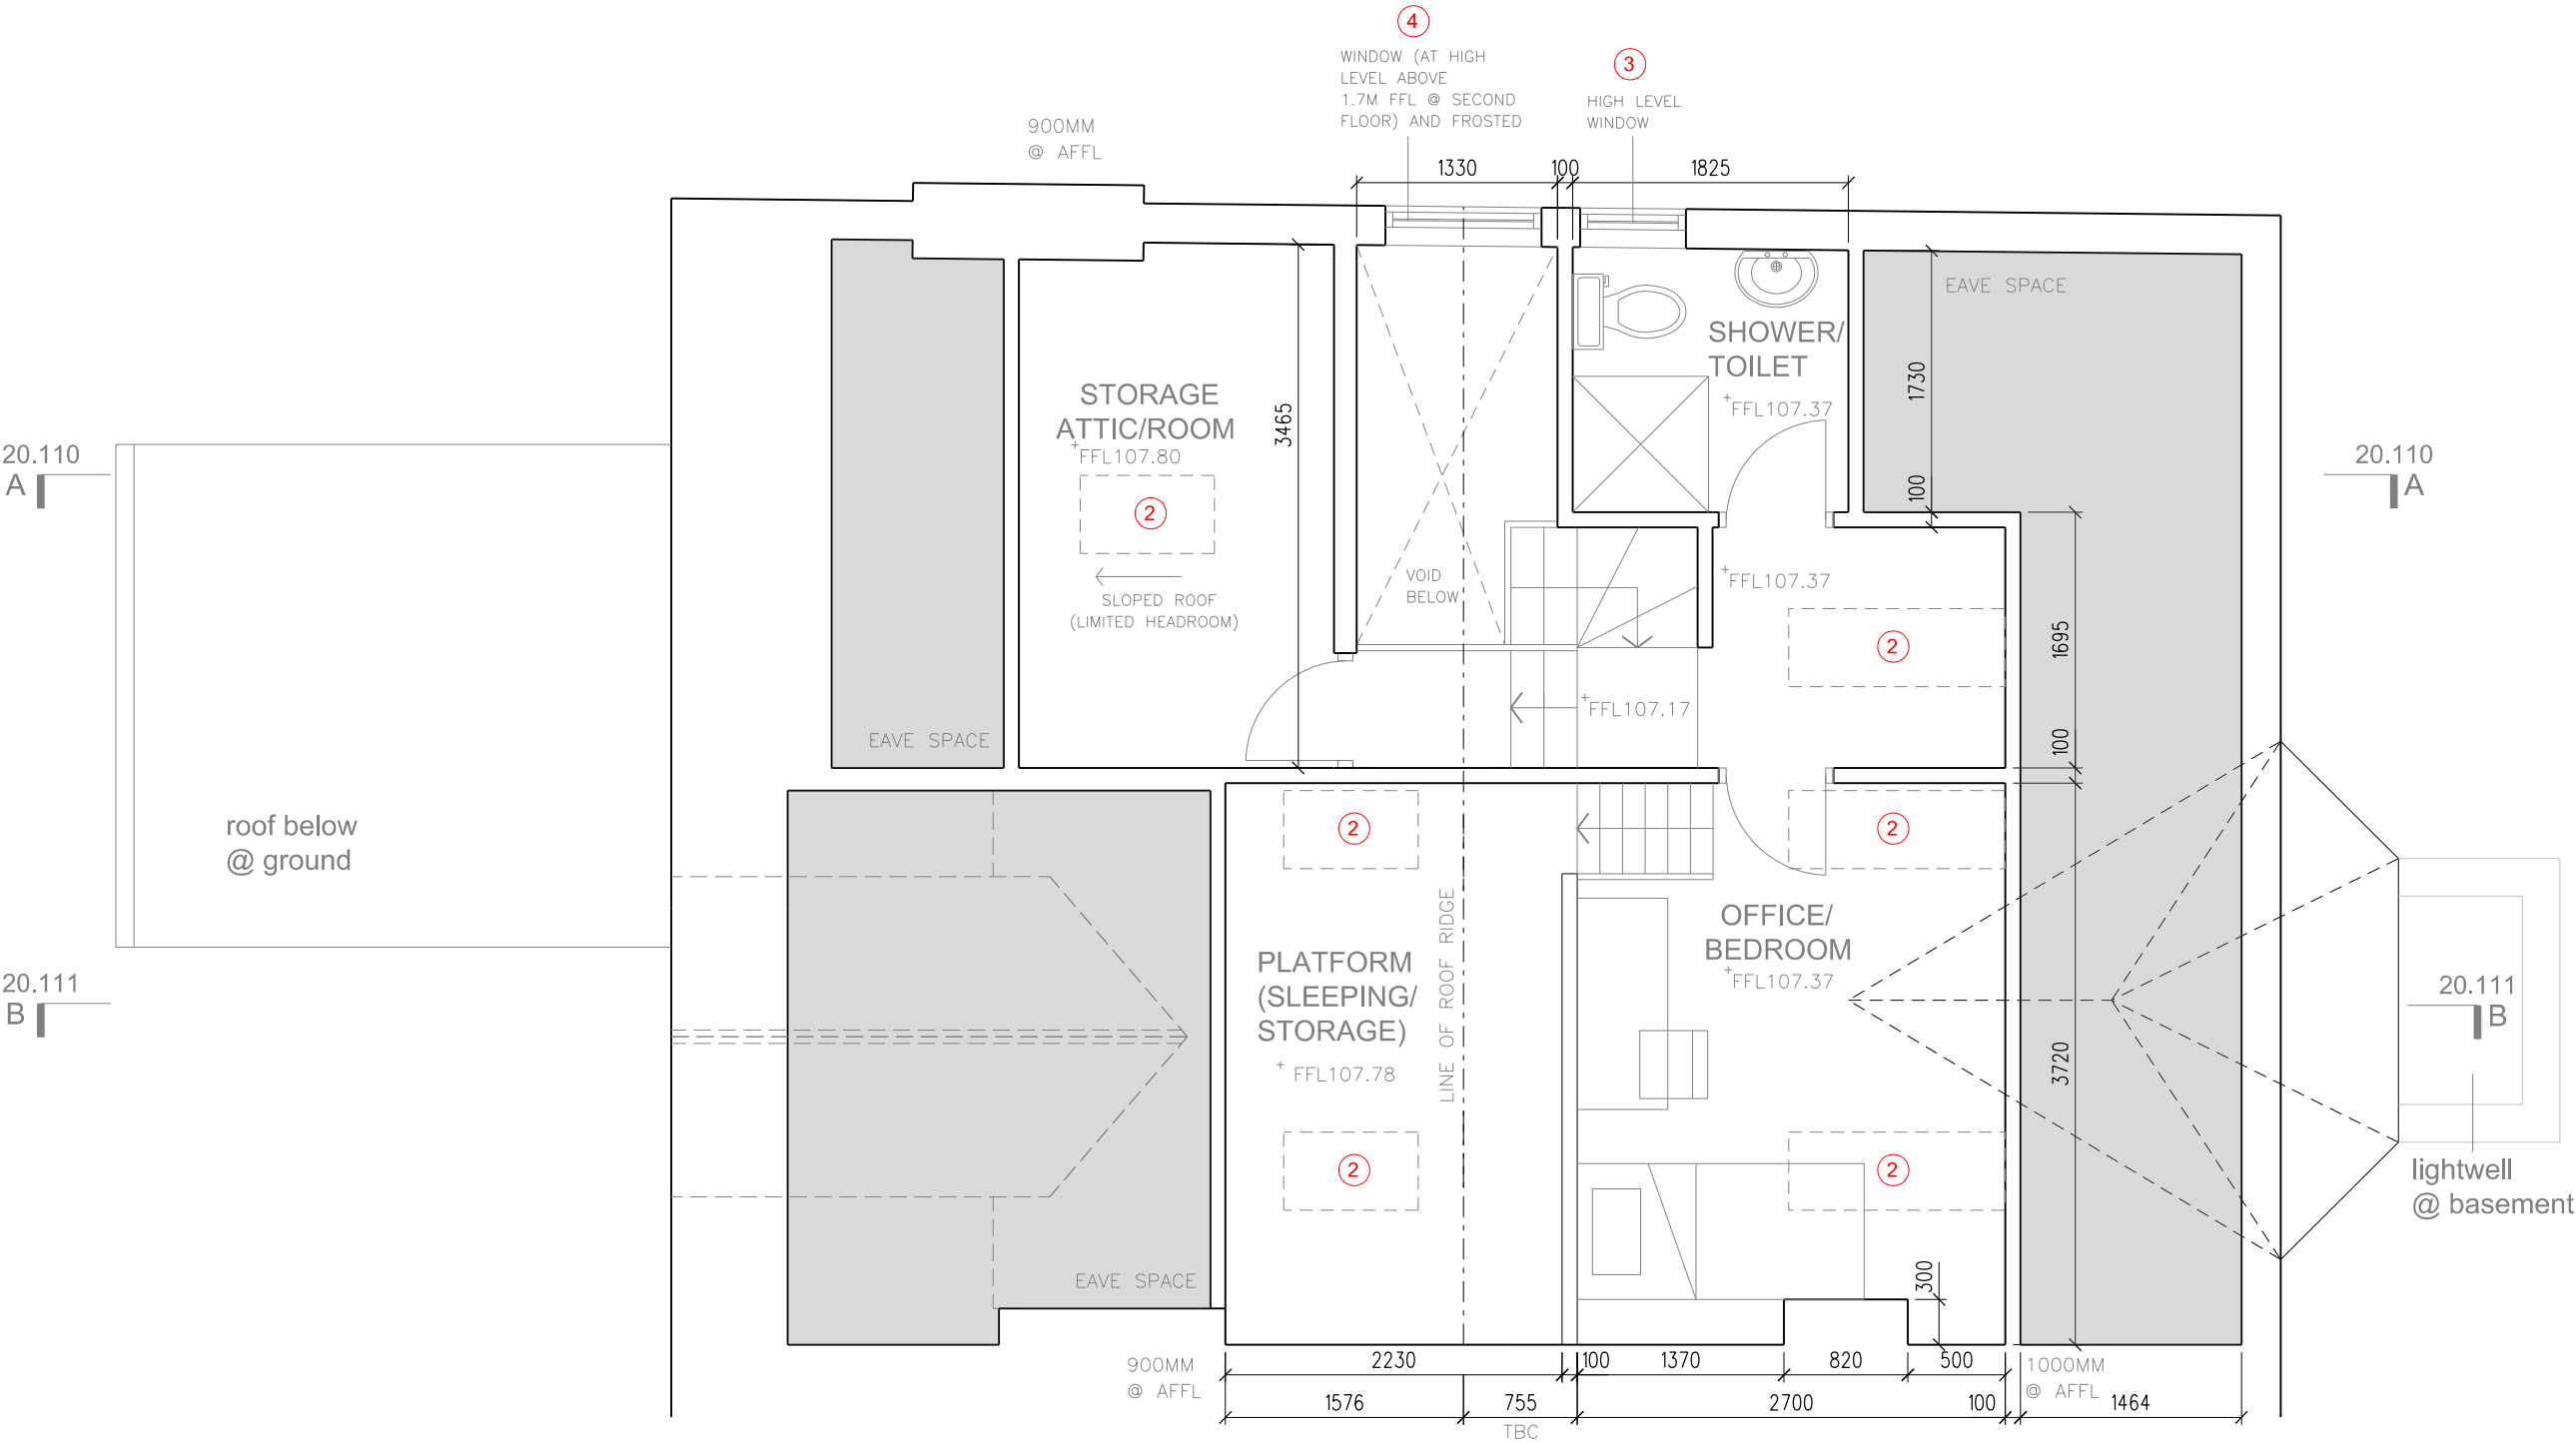 4
WINDOW (AT HIGH
LEVEL ABOVE
1.7M FFL @ SECOND
FLOOR) AND FROSTED
3
HIGH LEVEL
WINDOW
900MM
@ AFFL
1330
100
1825
EAVE SPACE
SHOWER/
TOILET
FFL107.37
1730
100
STORAGE
ATTIC/ROOM
FFL107.80
2
SLOPED ROOF
(LIMITED HEADROOM)
3465
20.110
A
20.110
A
VOID
BELOW
FFL107.37
2
1695
100
FFL107.17
EAVE SPACE
roof below
@ ground
2
2
LINE OF ROOF RIDGE
OFFICE/
BEDROOM
FFL107.37
PLATFORM
(SLEEPING/
STORAGE)
FFL107.78
20.111
B
20.111
B
3720
2
2
lightwell
@ basement
EAVE SPACE
300
900MM
@ AFFL
2230
100
1370
820
500
1000MM
@ AFFL
1576
755
2700
100
1464
TBC